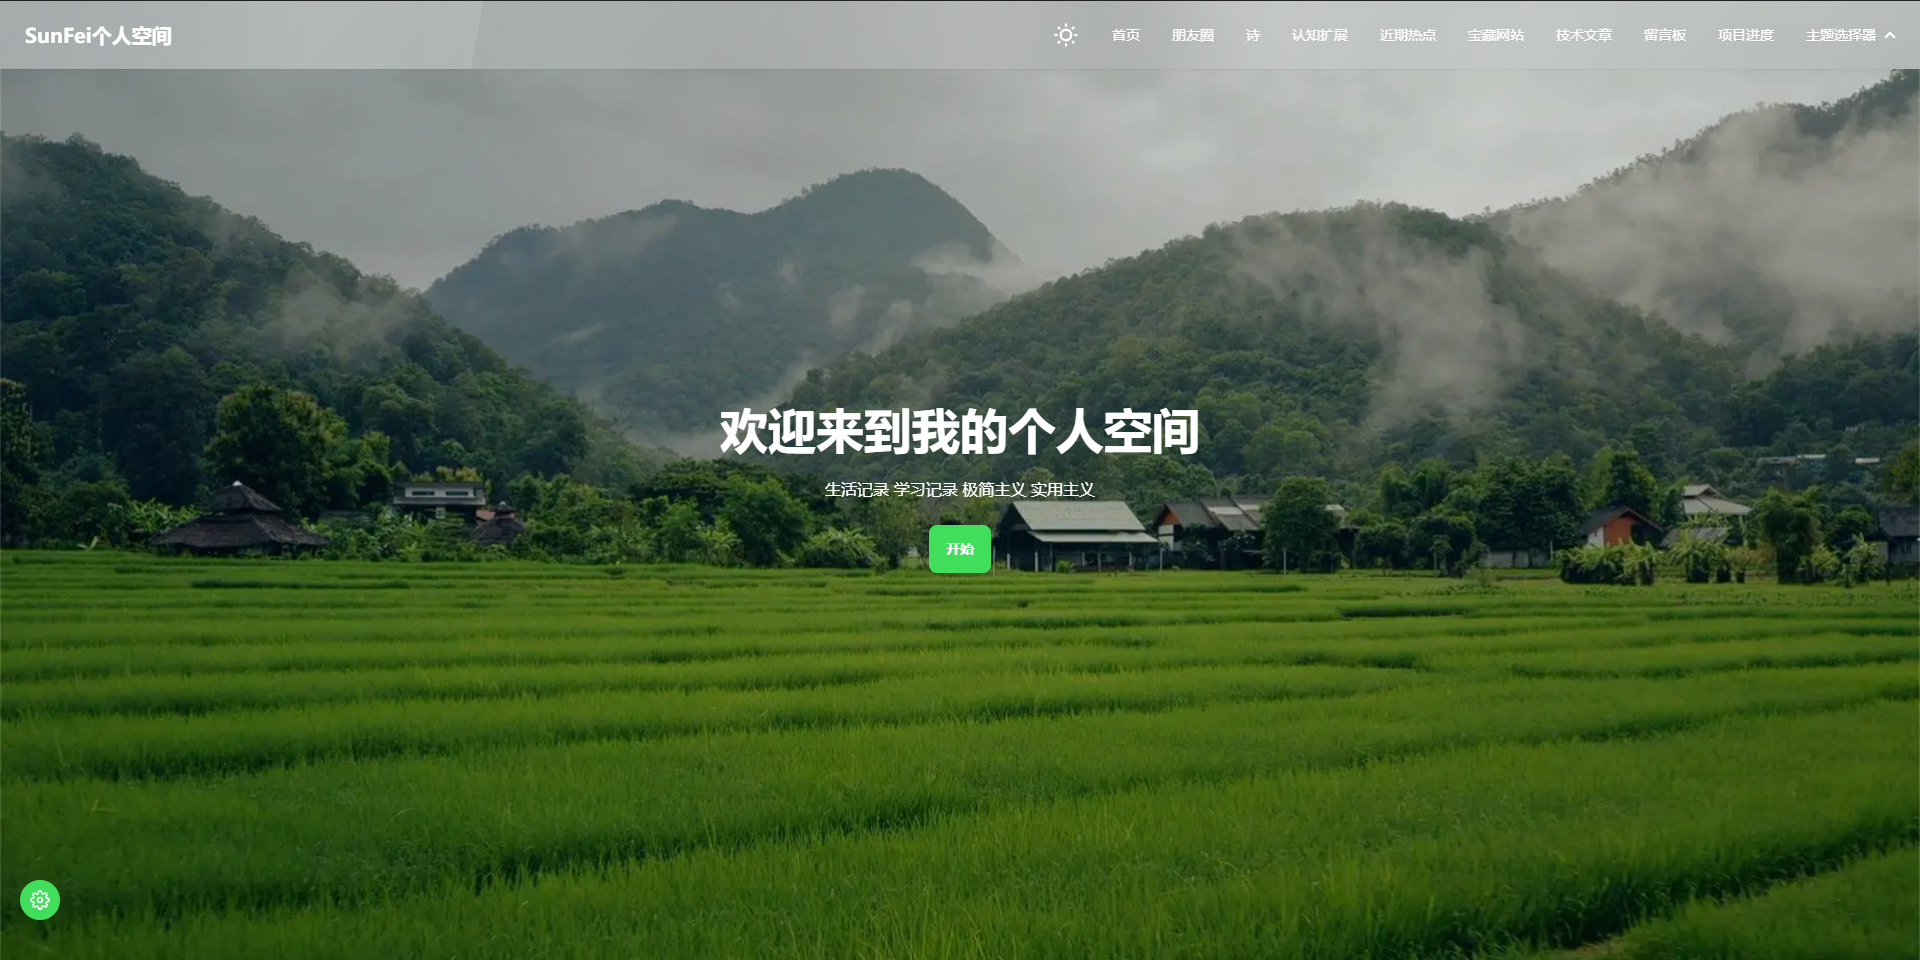 SunFei个人空间
首页 朋友圈 诗 认知扩展 近期热点 宝藏网站 技术文章 留言板 项目进度 主题选择器
欢迎来到我的个人空间
生活记录 学习记录 极简主义 实用主义
开始